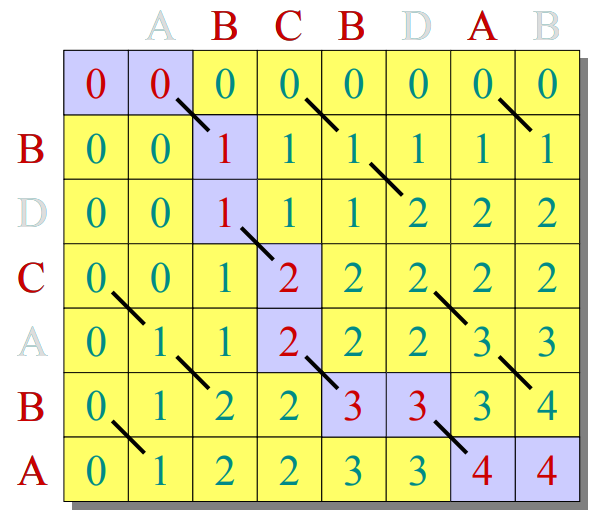 A B C B D A B
0 0 0 0 0 0 0 0
B 0 0 1 1 1 1 1 1
D 0 0 1 1 1 2 2 2
C 0 0 1 2 2 2 2 2
A 0 1 1 2 2 2 3 3
B 0 1 2 2 3 3 3 4
A 0 1 2 2 3 3 4 4